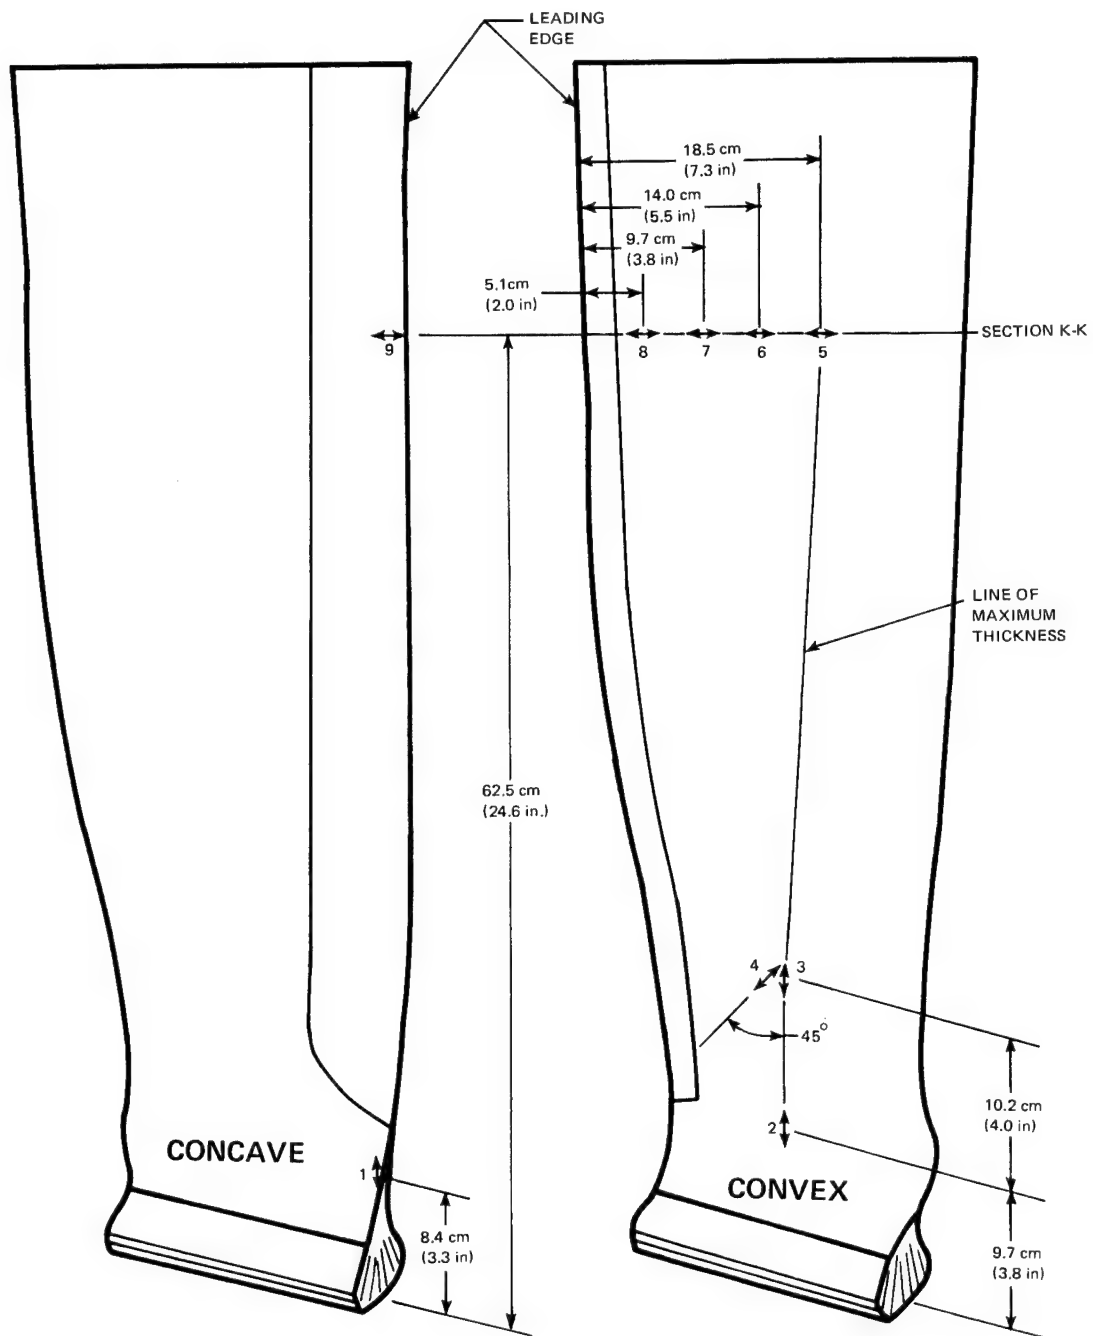 LEADING
EDGE
18.5 cm
(7.3 in)
14.0 cm
(5.5 in)
9.7 cm
(3.8 in)
5.1cm
(2.0 in)
SECTION K-K
9
8
7
6
5
LINE OF
MAXIMUM
THICKNESS
62.5 cm
(24.6 in.)
4
3
45°
10.2 cm
(4.0 in)
2
CONCAVE
1
CONVEX
8.4 cm
(3.3 in)
9.7 cm
(3.8 in)